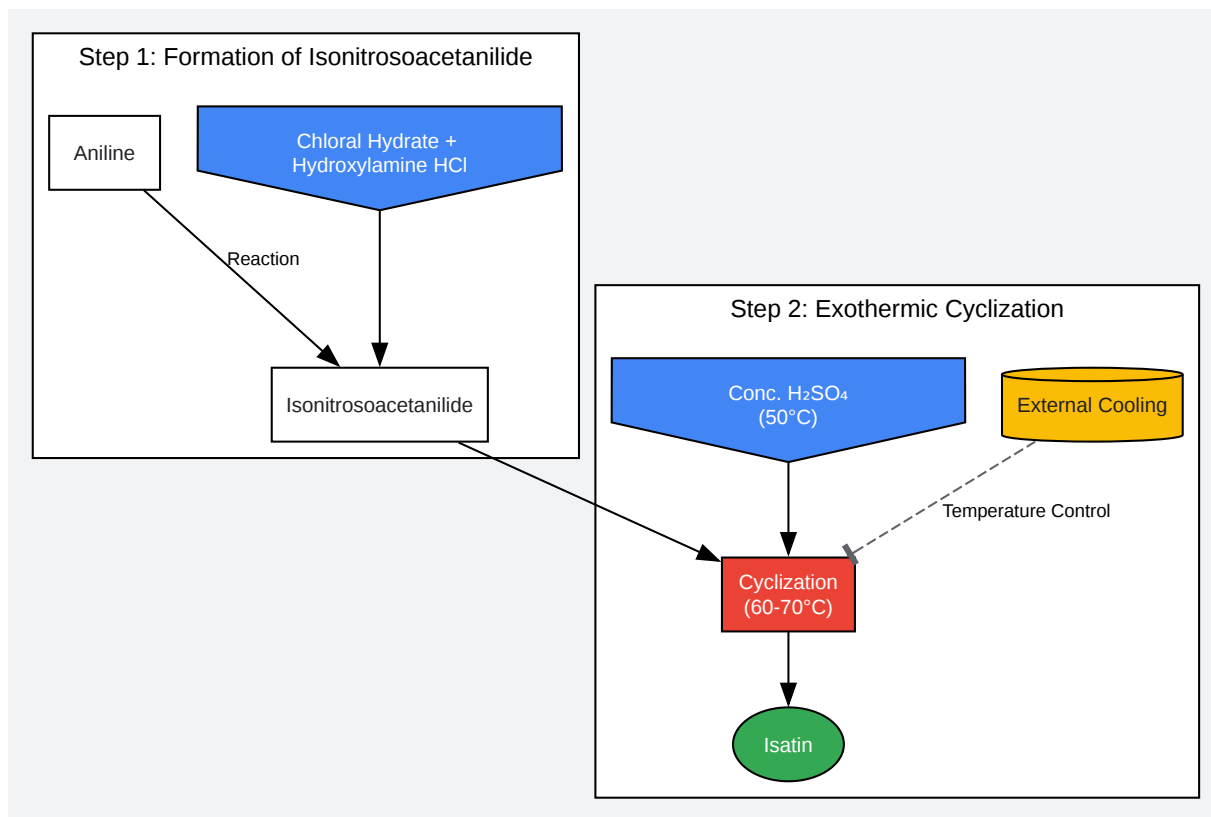 Step 1: Formation of Isonitrosoacetanilide
Aniline
Chloral Hydrate +
Hydroxylamine HCl
Reaction
Isonitrosoacetanilide
Step 2: Exothermic Cyclization
Conc. H₂SO₄
(50°C)
External Cooling
Temperature Control
Cyclization
(60-70°C)
Isatin